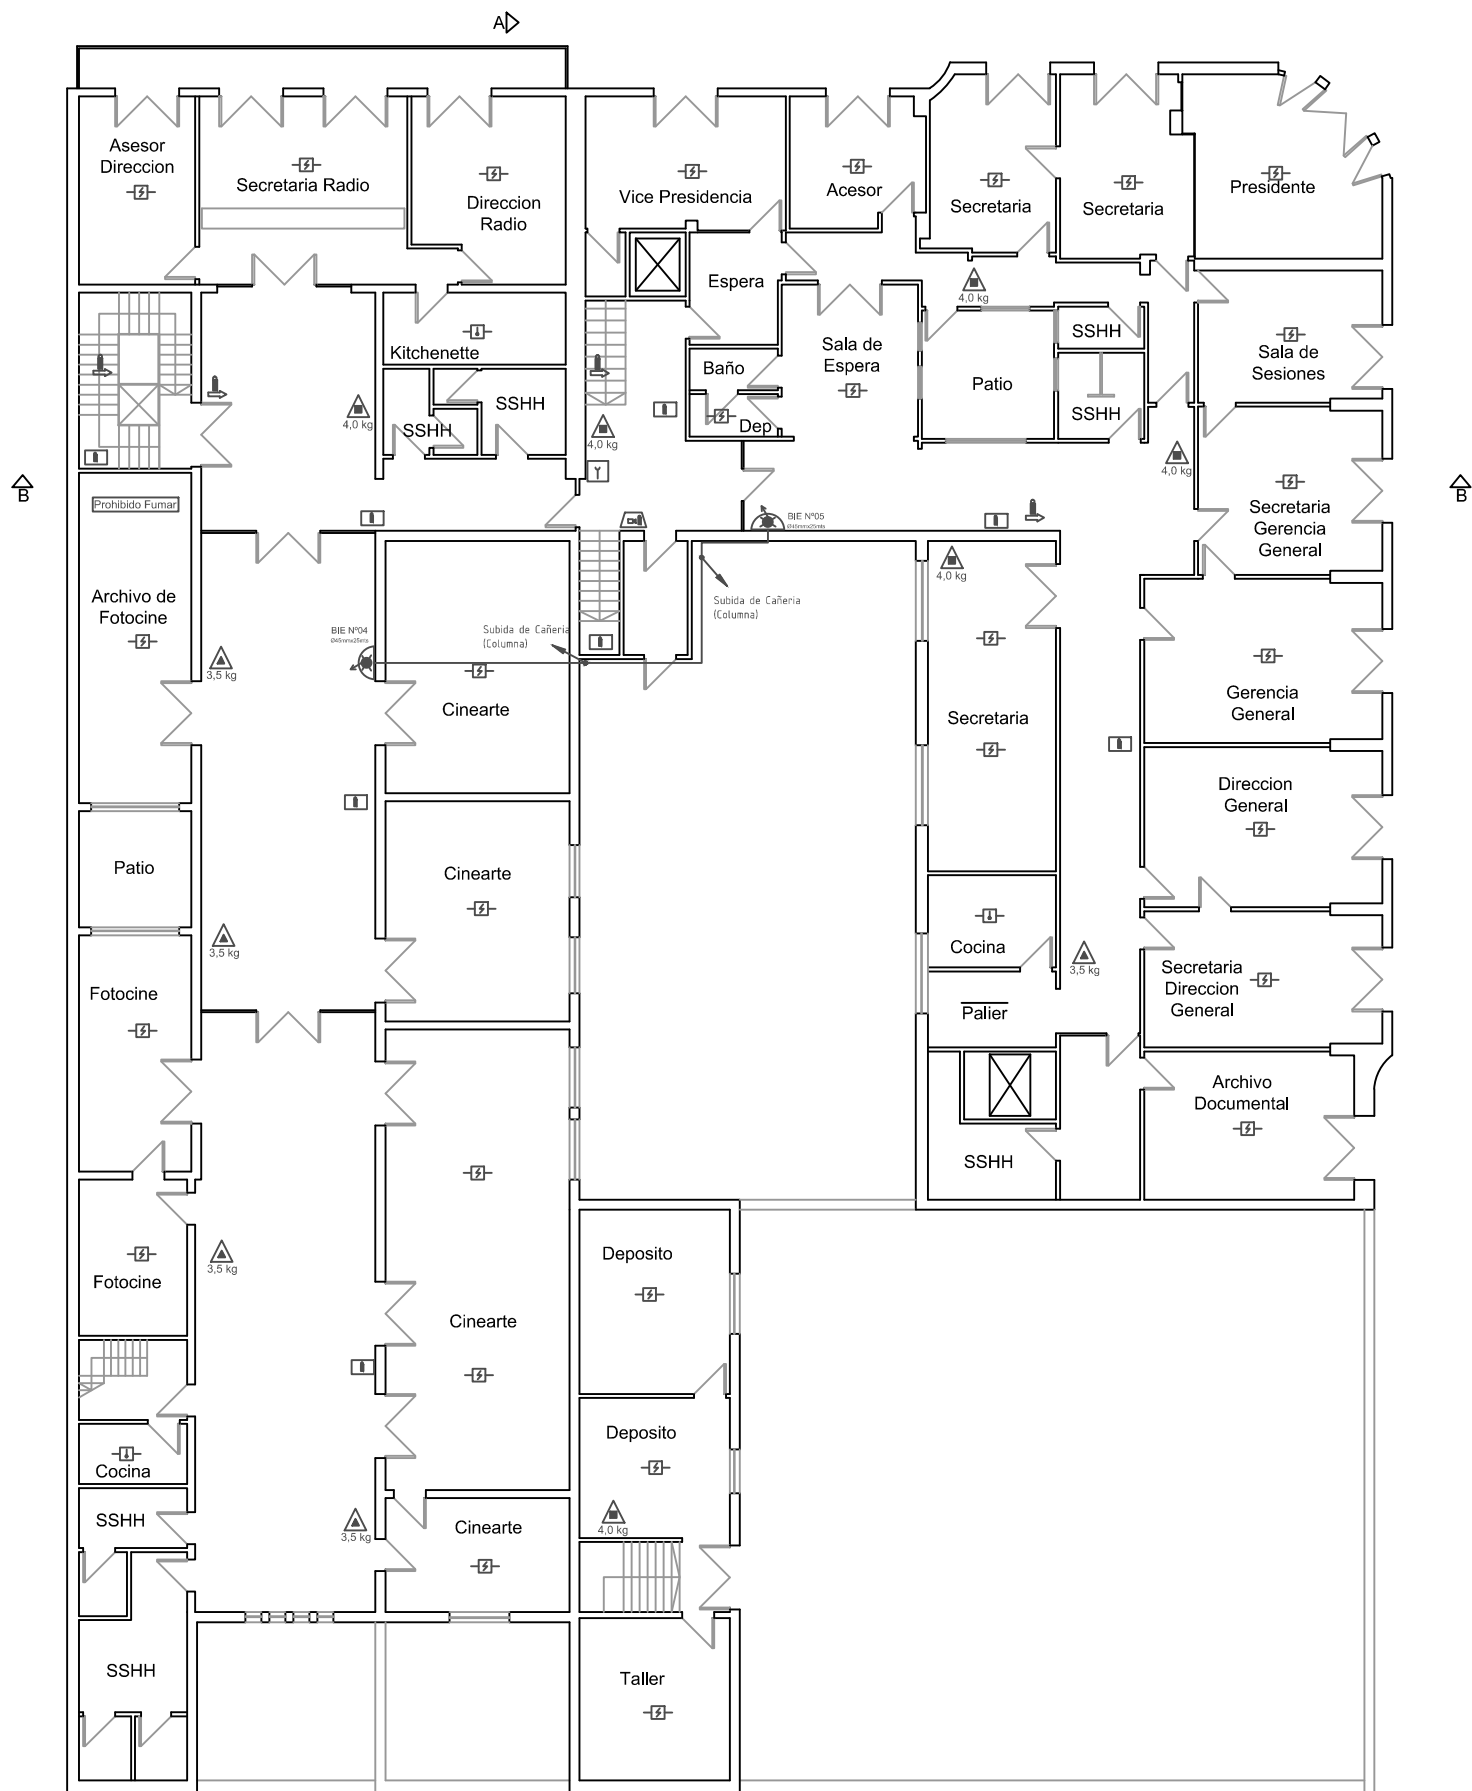 A
Asesor
Direccion
Secretaria Radio
Direccion
Radio
Vice Presidencia
Acesor
Secretaria
Secretaria
Presidente
Espera
4,0 kg
Kitchenette
SSHH
Sala de
Espera
Sala de
Sesiones
Baño
Patio
SSHH
SSHH
SSHH
Dep
4,0 kg
4,0 kg
4,0 kg
B
B
Prohibido Fumar
Secretaria
Gerencia
General
BIE Nº05
Ø45mmx25mts
4,0 kg
Archivo de
Fotocine
Subida de Cañeria
(Columna)
BIE Nº04
Ø45mmx25mts
Subida de Cañeria
(Columna)
3,5 kg
Cinearte
Secretaria
Gerencia
General
Direccion
General
Patio
Cinearte
3,5 kg
Cocina
3,5 kg
Fotocine
Secretaria
Direccion
General
Palier
Archivo
Documental
SSHH
Fotocine
3,5 kg
Deposito
Cinearte
Deposito
Cocina
SSHH
3,5 kg
Cinearte
4,0 kg
SSHH
Taller